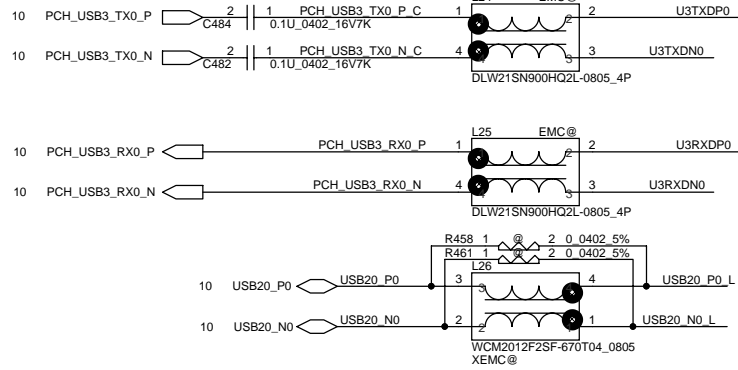 EMC@
10 PCH_USB3_TX0_P 2 1 PCH_USB3_TX0_P_C 1 2 U3TXDP0
C484 0.1U_0402_16V7K
10 PCH_USB3_TX0_N 2 1 PCH_USB3_TX0_N_C 4 3 U3TXDN0
C482 0.1U_0402_16V7K
DLW21SN900HQ2L-0805_4P
L25 EMC@
10 PCH_USB3_RX0_P PCH_USB3_RX0_P 1 2 U3RXDP0
10 PCH_USB3_RX0_N PCH_USB3_RX0_N 4 3 U3RXDN0
DLW21SN900HQ2L-0805_4P
R458 1 @ 2 0_0402_5%
R461 1 @ 2 0_0402_5%
L26
10 USB20_P0 USB20_P0 3 4 USB20_P0_L
10 USB20_N0 USB20_N0 2 1 USB20_N0_L
WCM2012F2SF-670T04_0805
XEMC@